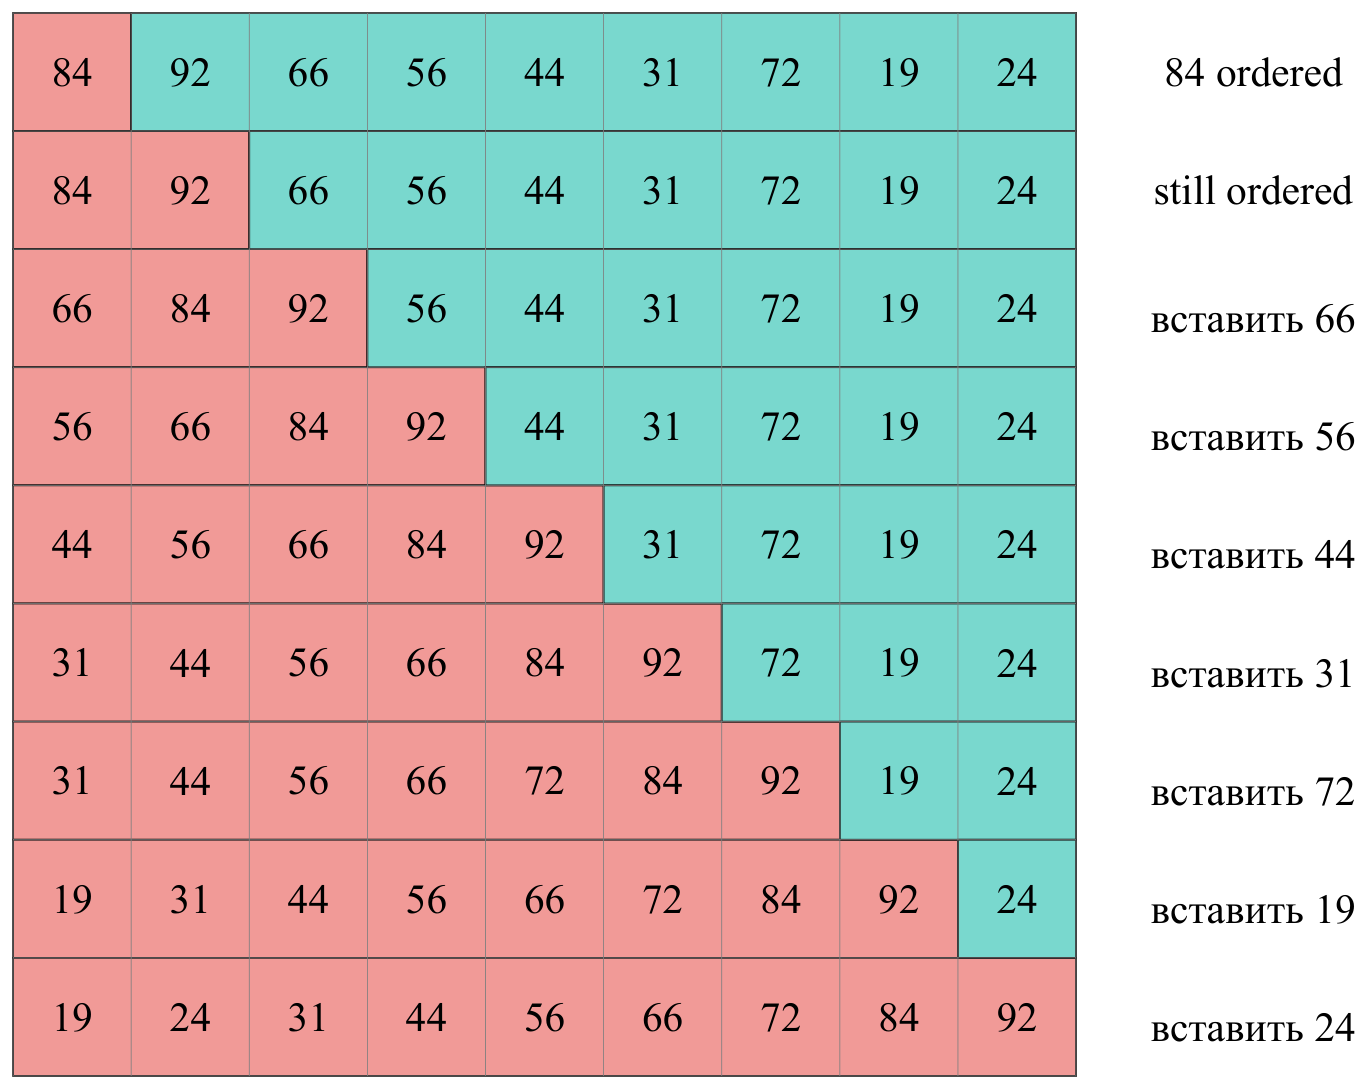 84 92 66 56 44 31 72 19 24 84 ordered
84 92 66 56 44 31 72 19 24 still ordered
66 84 92 56 44 31 72 19 24 вставить 66
56 66 84 92 44 31 72 19 24 вставить 56
44 56 66 84 92 31 72 19 24 вставить 44
31 44 56 66 84 92 72 19 24 вставить 31
31 44 56 66 72 84 92 19 24 вставить 72
19 31 44 56 66 72 84 92 24 вставить 19
19 24 31 44 56 66 72 84 92 вставить 24